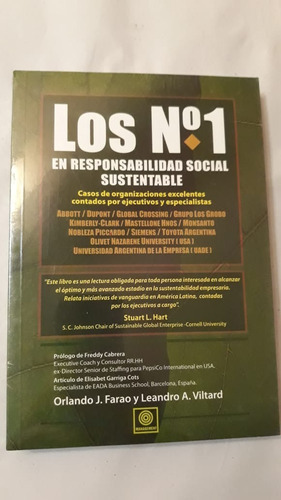 LOS Nº1
EN RESPONSABILIDAD SOCIAL
SUSTENTABLE
Casos de organizaciones excelentes
contados por ejecutivos y especialistas
ABBOTT / DUPONT / GLOBAL CROSSING / GRUPO LOS GROBO
KIMBERLY-CLARK / MASTELLONE HNOS / MONSANTO
NOBLEZA PICCARDO / SIEMENS / TOYOTA ARGENTINA
OLIVET NAZARENE UNIVERSITY (USA)
UNIVERSIDAD ARGENTINA DE LA EMPRESA (UADE)
"Este libro es una lectura obligada para toda persona interesada en alcanzar
el óptimo y más avanzado estadío en la sustentabilidad empresaria.
Relata iniciativas de vanguardia en América Latina, contadas
por los ejecutivos a cargo".
Stuart L. Hart
S. C. Johnson Chair of Sustainable Global Enterprise -Cornell University
Prólogo de Freddy Cabrera
Executive Coach y Consultor RR.HH
ex-Director Senior de Staffing para PepsiCo International en USA.
Artículo de Elisabet Garriga Cots
Especialista de EADA Business School, Barcelona, España.
Orlando J. Farao y Leandro A. Viltard
MANAGEMENT